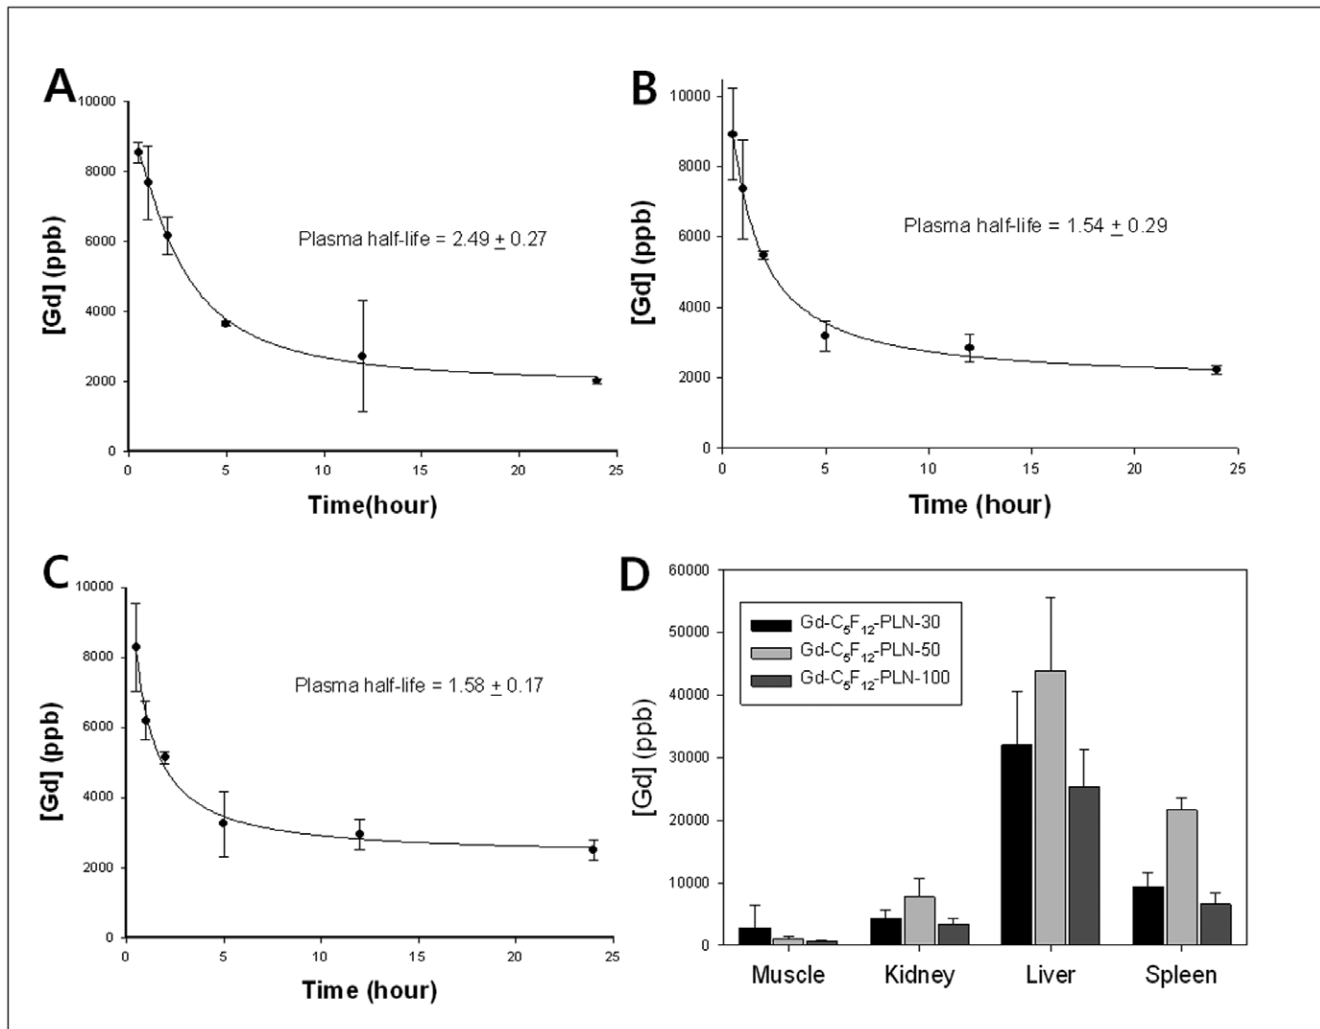 A
10000
8000
6000
4000
2000
0
[Gd] (ppb)
Plasma half-life = 2.49 ± 0.27
0 5 10 15 20 25
Time(hour)
B
10000
8000
6000
4000
2000
0
[Gd] (ppb)
Plasma half-life = 1.54 ± 0.29
0 5 10 15 20 25
Time (hour)
C
10000
8000
6000
4000
2000
0
[Gd] (ppb)
Plasma half-life = 1.58 ± 0.17
0 5 10 15 20 25
Time (hour)
D
60000
50000
40000
30000
20000
10000
0
[Gd] (ppb)
Gd-C₅F₁₂-PLN-30
Gd-C₅F₁₂-PLN-50
Gd-C₅F₁₂-PLN-100
Muscle Kidney Liver Spleen